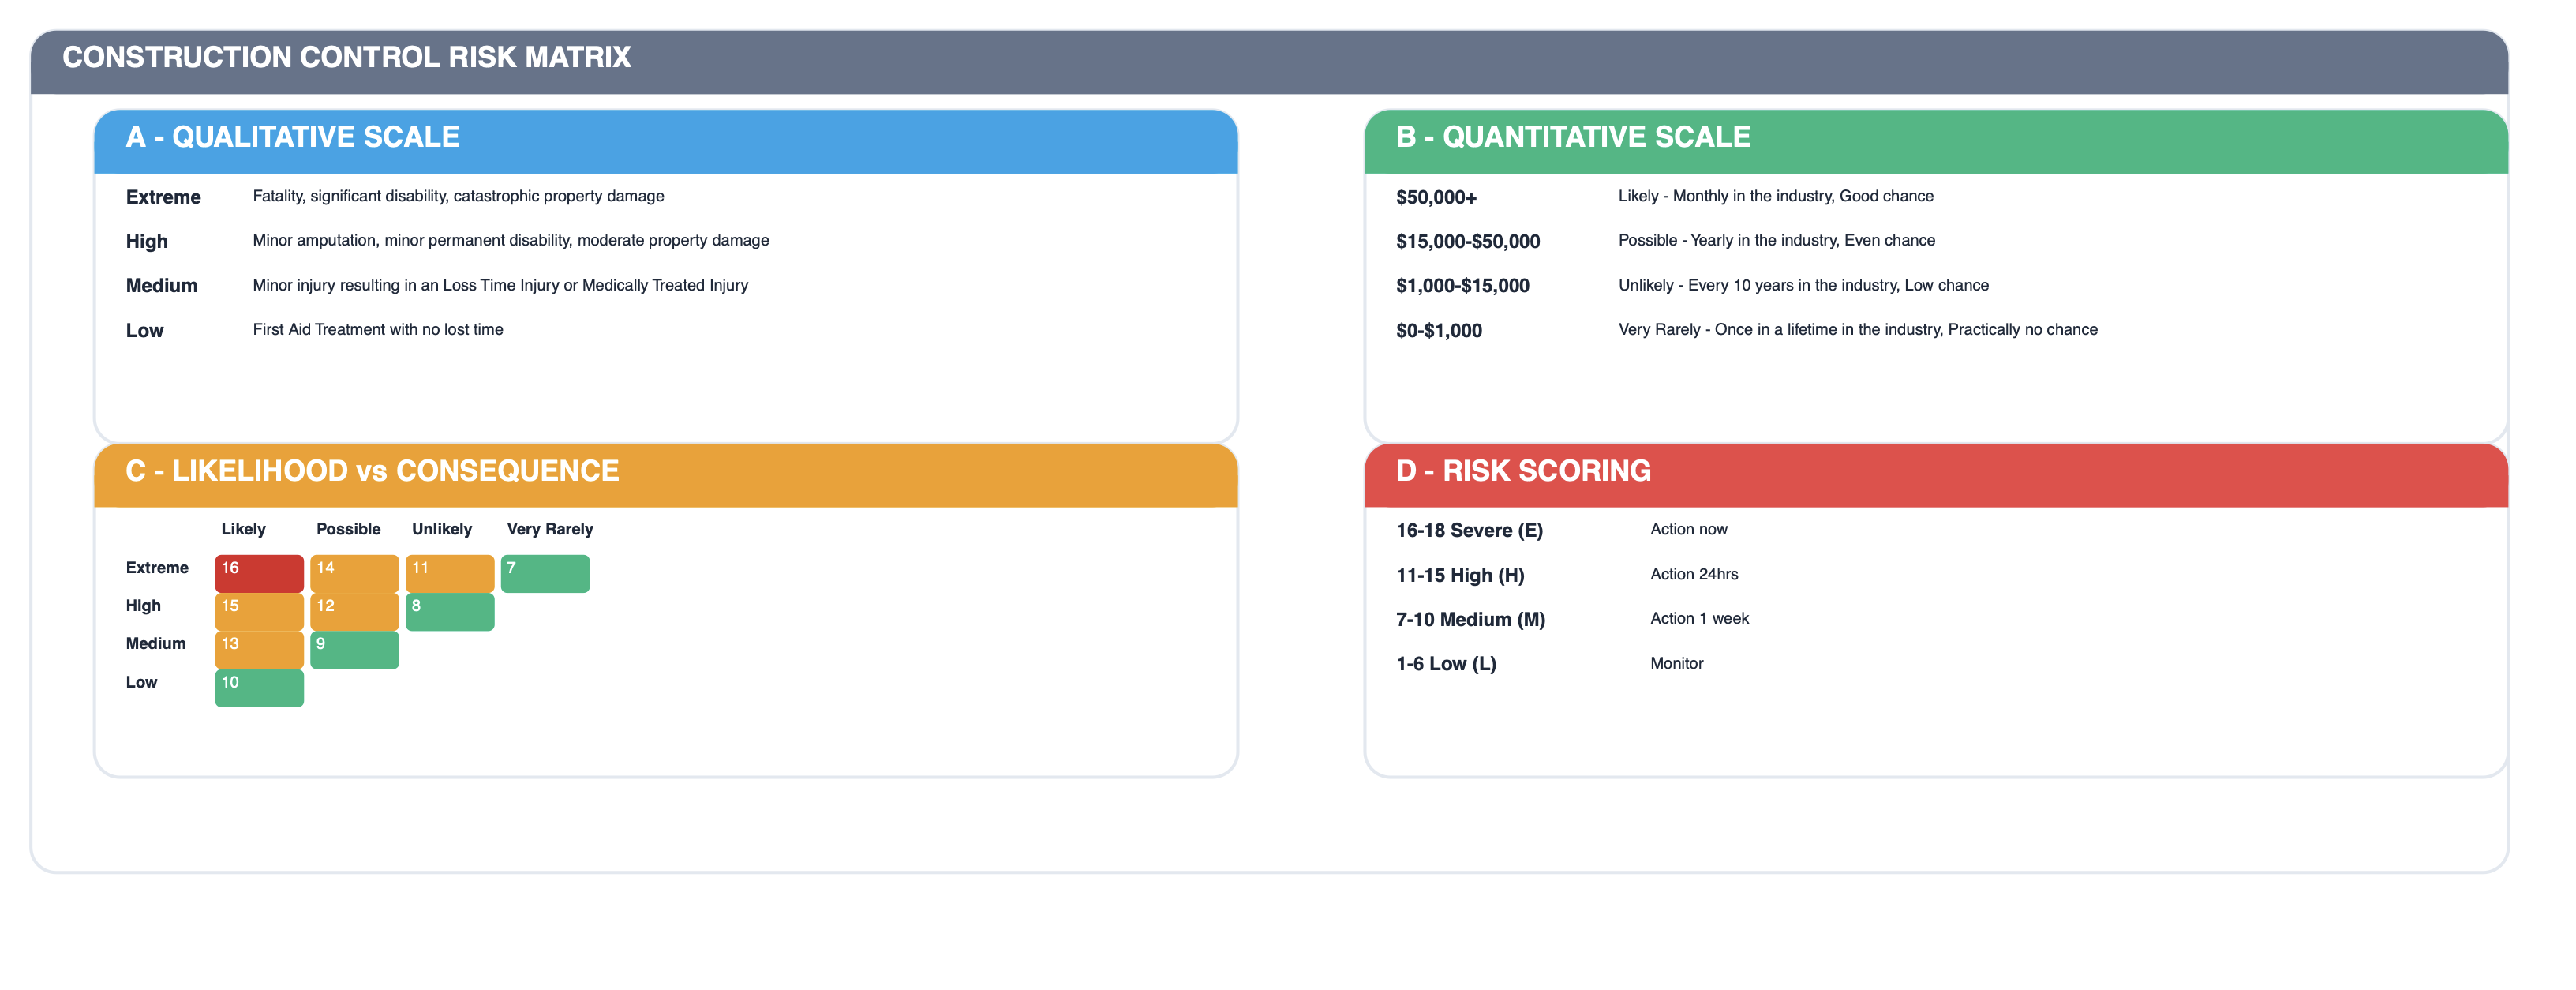 CONSTRUCTION CONTROL RISK MATRIX
A - QUALITATIVE SCALE
Extreme Fatality, significant disability, catastrophic property damage
High Minor amputation, minor permanent disability, moderate property damage
Medium Minor injury resulting in an Loss Time Injury or Medically Treated Injury
Low First Aid Treatment with no lost time
B - QUANTITATIVE SCALE
$50,000+ Likely - Monthly in the industry, Good chance
$15,000-$50,000 Possible - Yearly in the industry, Even chance
$1,000-$15,000 Unlikely - Every 10 years in the industry, Low chance
$0-$1,000 Very Rarely - Once in a lifetime in the industry, Practically no chance
C - LIKELIHOOD vs CONSEQUENCE
Likely Possible Unlikely Very Rarely
Extreme 16 14 11 7
High 15 12 8
Medium 13 9
Low 10
D - RISK SCORING
16-18 Severe (E) Action now
11-15 High (H) Action 24hrs
7-10 Medium (M) Action 1 week
1-6 Low (L) Monitor